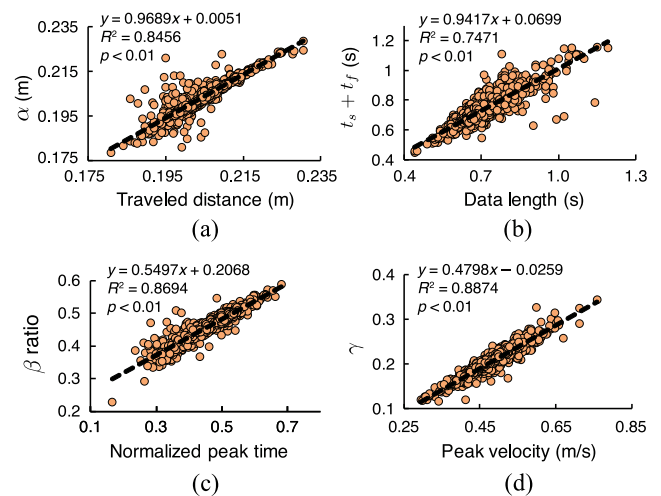 y = 0.9689x + 0.0051
R² = 0.8456
p < 0.01
α (m)
0.235
0.215
0.195
0.175
0.175 0.195 0.215 0.235
Traveled distance (m)
(a)
y = 0.9417x + 0.0699
R² = 0.7471
p < 0.01
tₛ + t_f (s)
1.4
1.2
1.0
0.8
0.6
0.4
0.4 0.7 1.0 1.3
Data length (s)
(b)
y = 0.5497x + 0.2068
R² = 0.8694
p < 0.01
β ratio
0.6
0.5
0.4
0.3
0.2
0.1 0.3 0.5 0.7
Normalized peak time
(c)
y = 0.4798x − 0.0259
R² = 0.8874
p < 0.01
γ
0.4
0.3
0.2
0.1
0.25 0.45 0.65 0.85
Peak velocity (m/s)
(d)